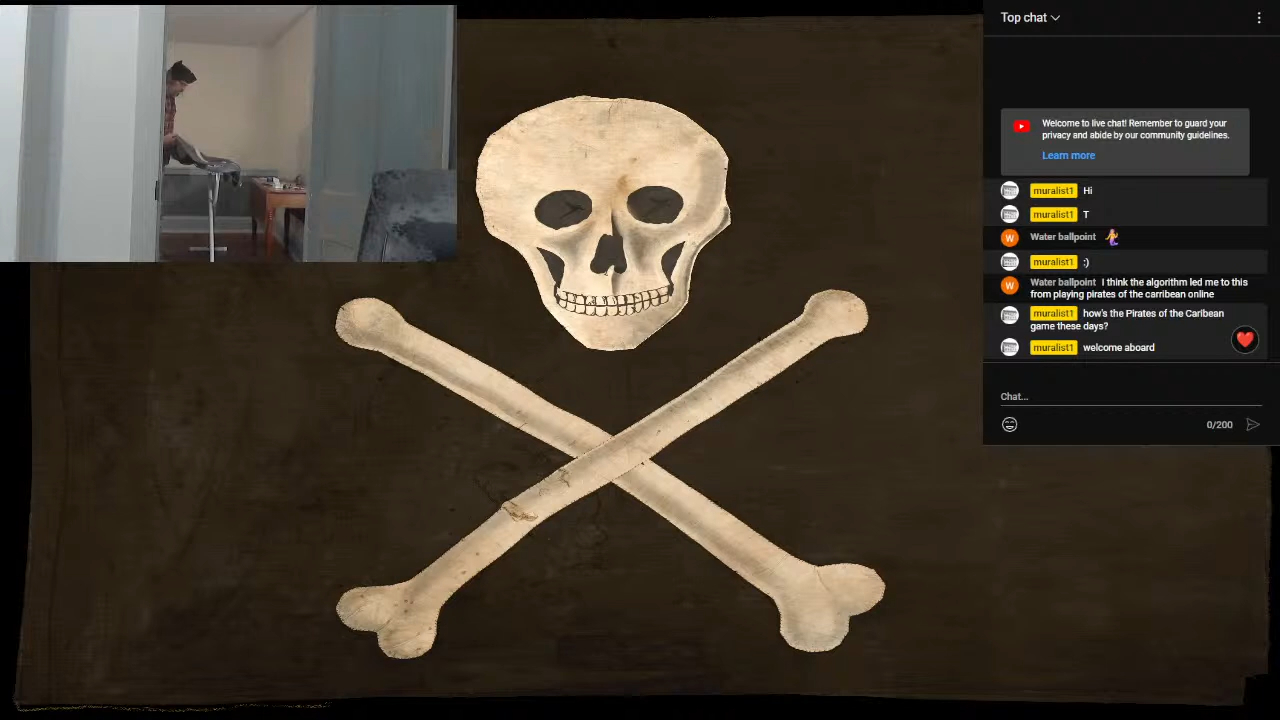 Top chat
Welcome to live chat! Remember to guard your
privacy and abide by our community guidelines.
Learn more
muralist1 Hi
muralist1 T
W Water ballpoint 🧜‍♀️
muralist1 :)
W Water ballpoint I think the algorithm led me to this
from playing pirates of the carribean online
muralist1 how's the Pirates of the Caribean
game these days?
muralist1 welcome aboard
Chat...
0/200